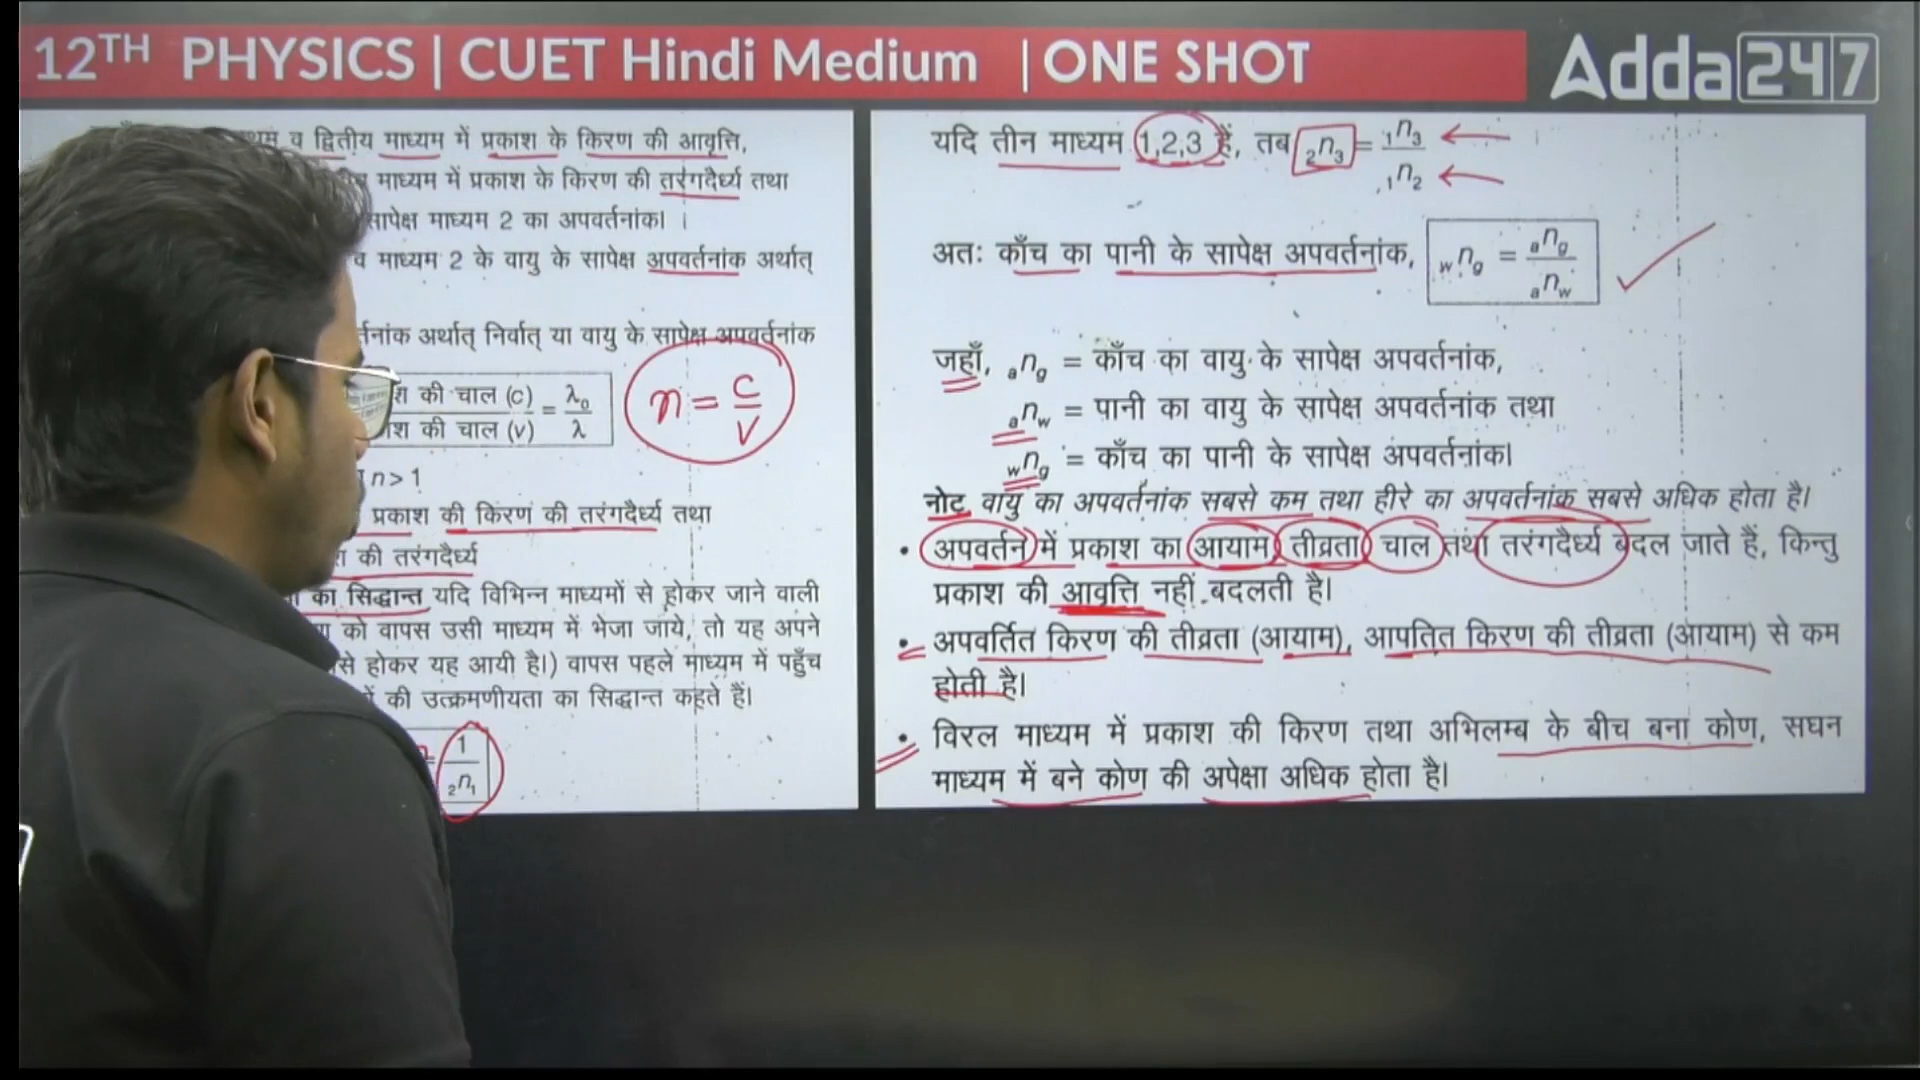 12TH PHYSICS | CUET Hindi Medium | ONE SHOT
Adda247
व द्वितीय माध्यम में प्रकाश के किरण की आवृत्ति,
माध्यम में प्रकाश के किरण की तरंगदैर्ध्य तथा
सापेक्ष माध्यम 2 का अपवर्तनांक।
व माध्यम 2 के वायु के सापेक्ष अपवर्तनांक अर्थात्
अर्थात् निर्वात् या वायु के सापेक्ष अपवर्तनांक
की चाल (c)
की चाल (v)
= λ₀/λ
n = c/v
n > 1
प्रकाश की किरण की तरंगदैर्ध्य तथा
की तरंगदैर्ध्य
का सिद्धान्त यदि विभिन्न माध्यमों से होकर जाने वाली
को वापस उसी माध्यम में भेजा जाये, तो यह अपने
से होकर यह आयी है।) वापस पहले माध्यम में पहुँच
की उत्क्रमणीयता का सिद्धान्त कहते हैं।
1/₂n₁
यदि तीन माध्यम 1,2,3 हैं, तब ₂n₃ = ₁n₃/₁n₂
अतः काँच का पानी के सापेक्ष अपवर्तनांक, wng = ang/anw
जहाँ, ang = काँच का वायु के सापेक्ष अपवर्तनांक,
anw = पानी का वायु के सापेक्ष अपवर्तनांक तथा
wng = काँच का पानी के सापेक्ष अपवर्तनांक।
नोट वायु का अपवर्तनांक सबसे कम तथा हीरे का अपवर्तनांक सबसे अधिक होता है।
• अपवर्तन में प्रकाश का आयाम, तीव्रता, चाल तथा तरंगदैर्ध्य बदल जाते हैं, किन्तु
प्रकाश की आवृत्ति नहीं बदलती है।
• अपवर्तित किरण की तीव्रता (आयाम), आपतित किरण की तीव्रता (आयाम) से कम
होती है।
• विरल माध्यम में प्रकाश की किरण तथा अभिलम्ब के बीच बना कोण, सघन
माध्यम में बने कोण की अपेक्षा अधिक होता है।